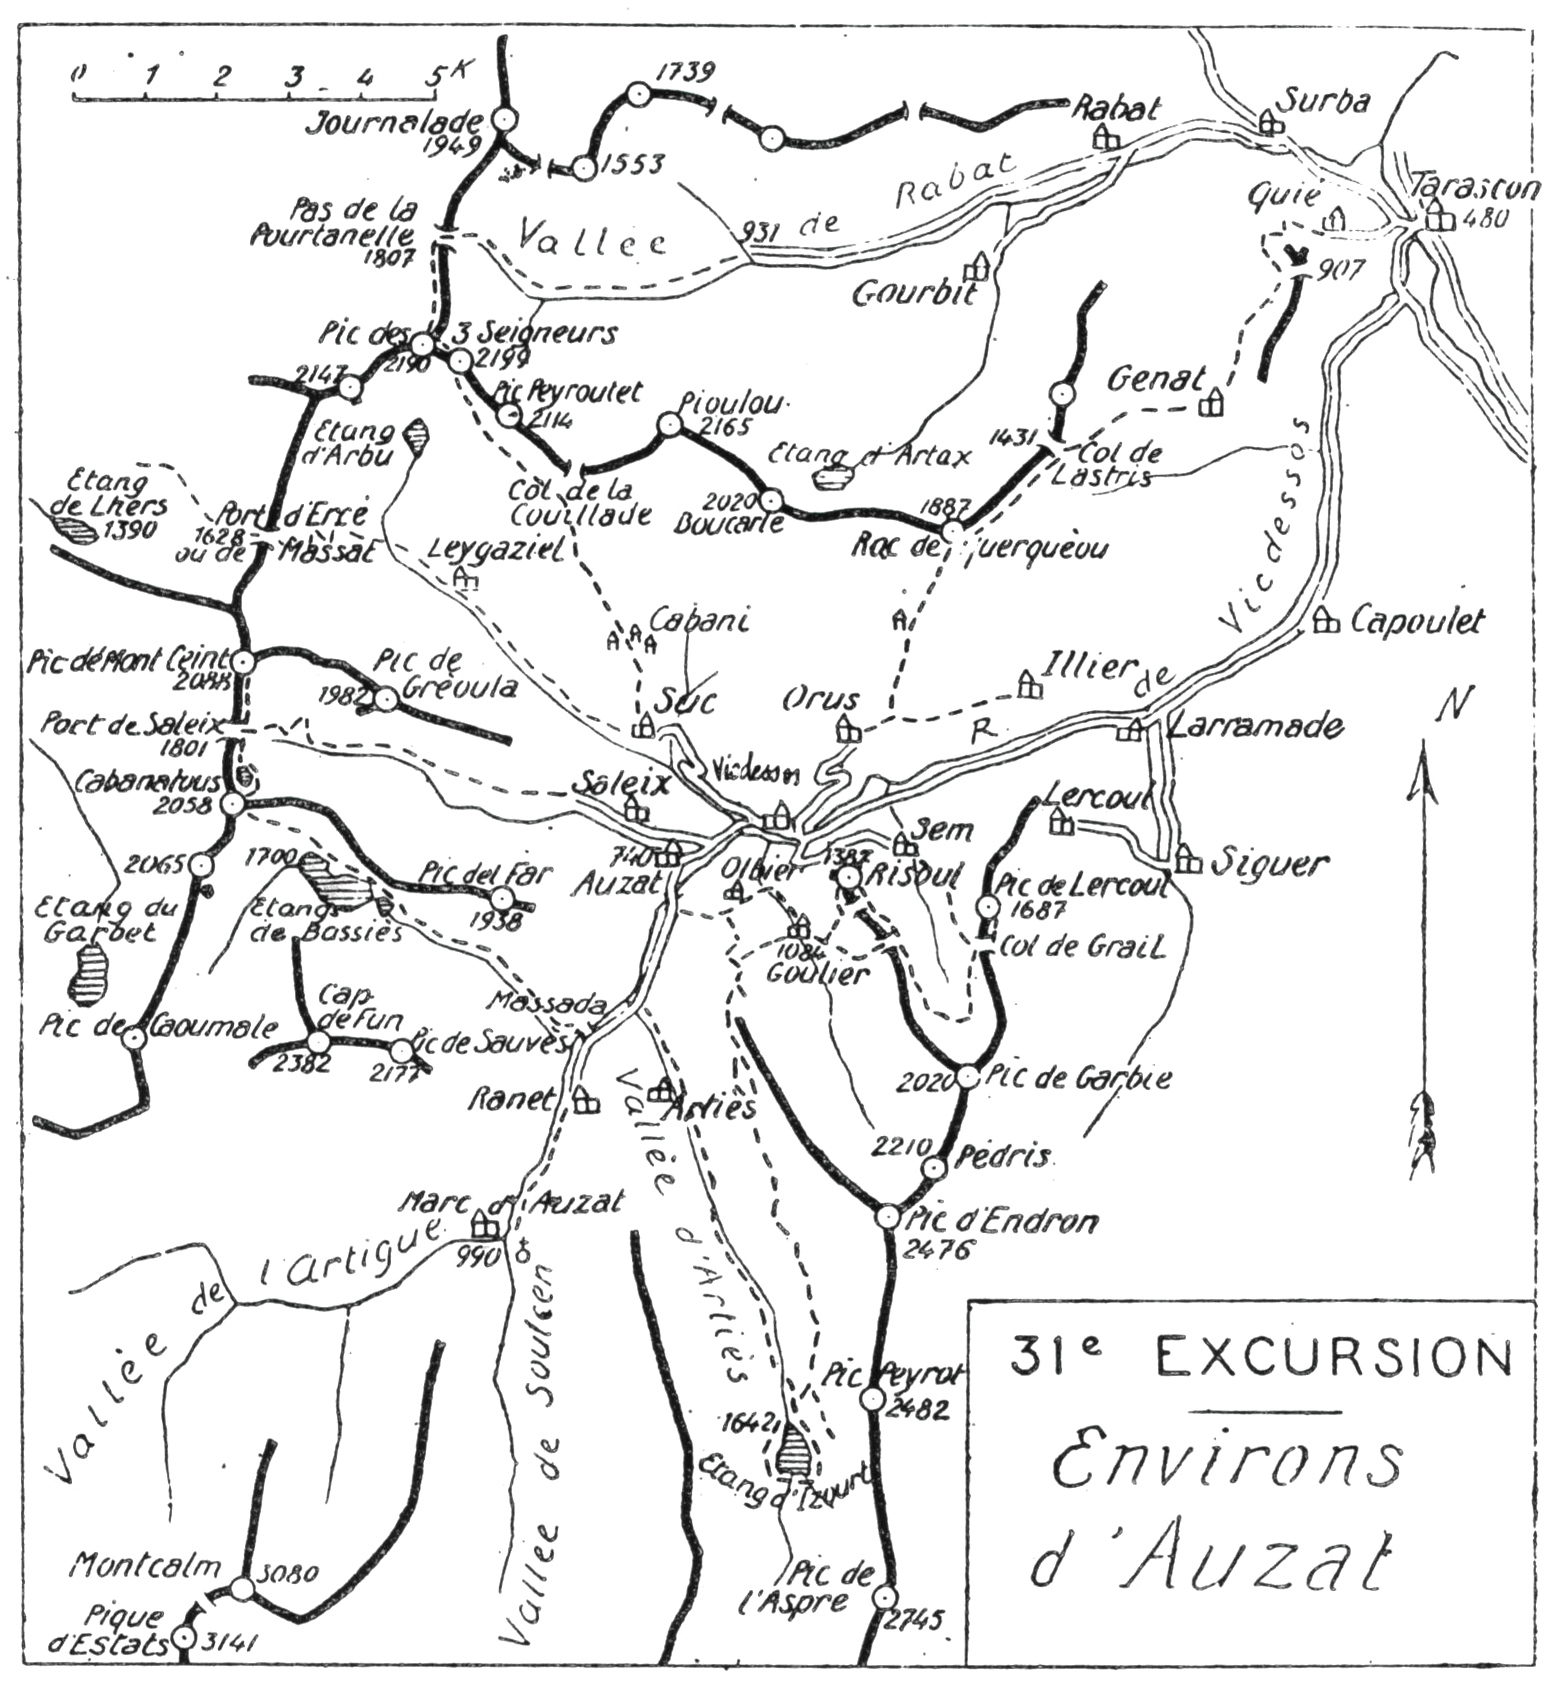 0 1 2 3 4 5 K
1739
Journalade
1949
1553
Rabat
Surba
Tarascon
480
Quié
907
Pas de la
Pourtanelle
1807
Vallée de Rabat
931
Gourbit
Pic des 3 Seigneurs
2190
2199
2147
Pic Peyroutet
2114
Pioulou
2165
Genat
Etang
d'Arbu
1431
Col de
Lastris
Etang d'Artax
Etang
de Lhers
1390
Col de la
Couillade
2020
Boucarle
1887
Roc de Querquéou
Port d'Ercé
1628
ou de Massat
Leygaziel
Vallée
Cabani
Capoulet
R. de Vicdessos
Illier
Pic de Mont Ceint
2088
Pic de
Gréoula
1982
Suc
Orus
Larramade
N
Port de Saleix
1801
Cabanatous
2058
Saleix
Vicdessos
Lercoul
Sem
Siguer
2065
1700
Pic del Far
1938
740
Auzat
Olbier
1387
Risoul
Pic de Lercoul
1687
Etang du
Garbet
Etangs
de Bassiès
1084
Goulier
Col de Grail
Massada
Cap
de Fun
2382
Pic de Caoumale
Pic de Sauvès
2177
Ranet
Artiès
2020
Pic de Garbie
2210
Pédris
Marc d'Auzat
990
Pic d'Endron
2476
Vallée de l'Artigue
Vallée de Soulcen
Vallée d'Artiès
Pic Peyrot
2482
1642
Etang d'Izourt
Montcalm
3080
Pique
d'Estats
3141
Pic de
l'Aspre
2745
31e EXCURSION
Environs
d'Auzat